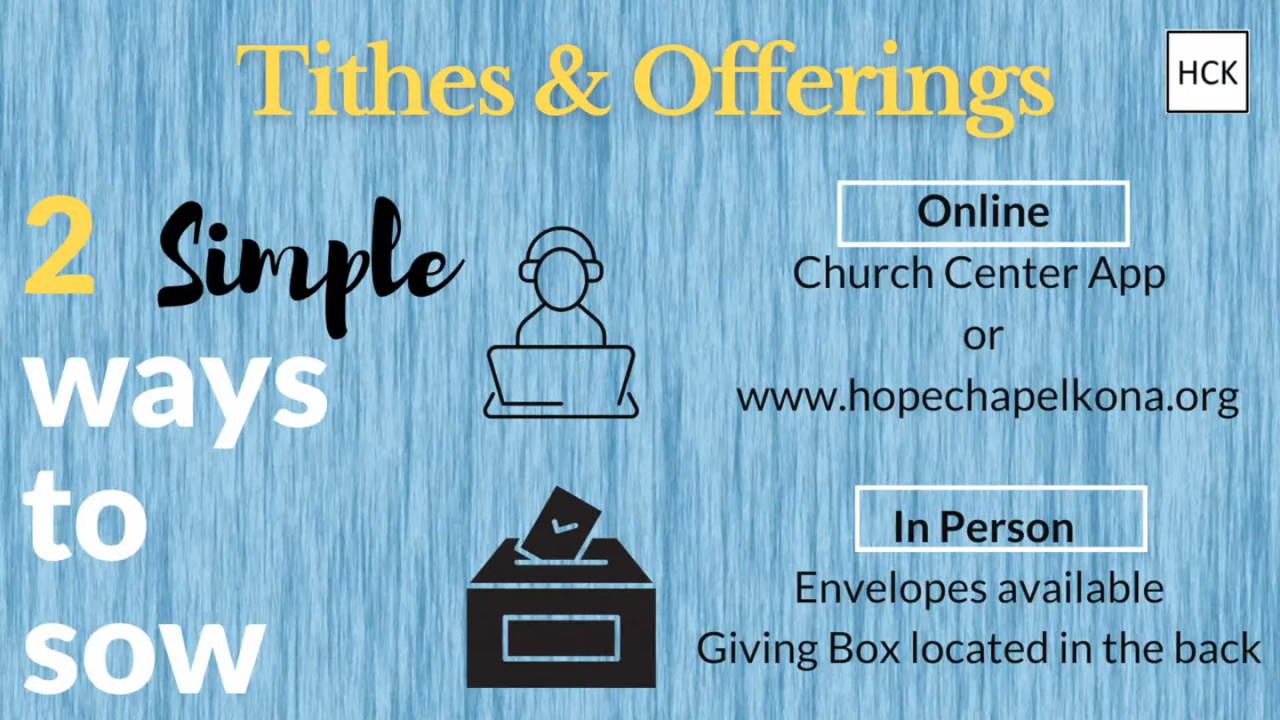 Tithes & Offerings
HCK
2 Simple
ways
to
sow
Online
Church Center App
or
www.hopechapelkona.org
In Person
Envelopes available
Giving Box located in the back